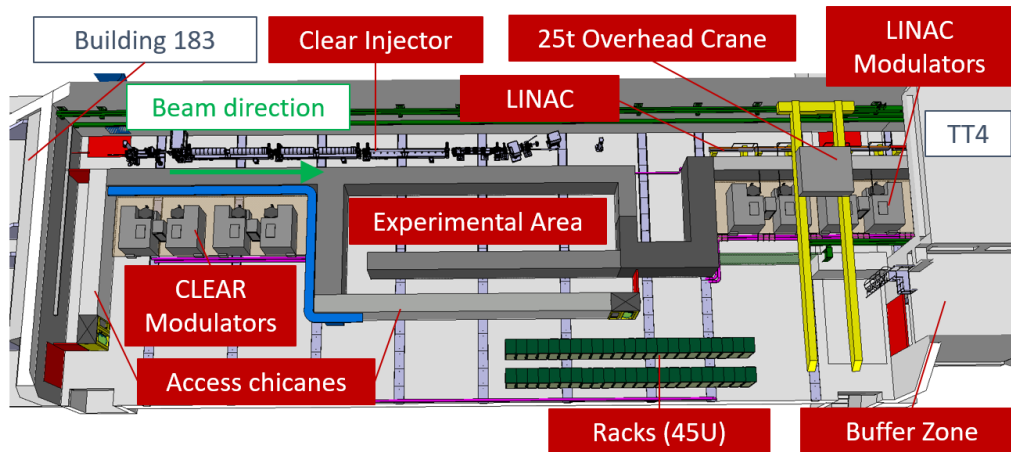 Building 183
Clear Injector
25t Overhead Crane
LINAC
Modulators
Beam direction
LINAC
TT4
Experimental Area
CLEAR
Modulators
Access chicanes
Racks (45U)
Buffer Zone